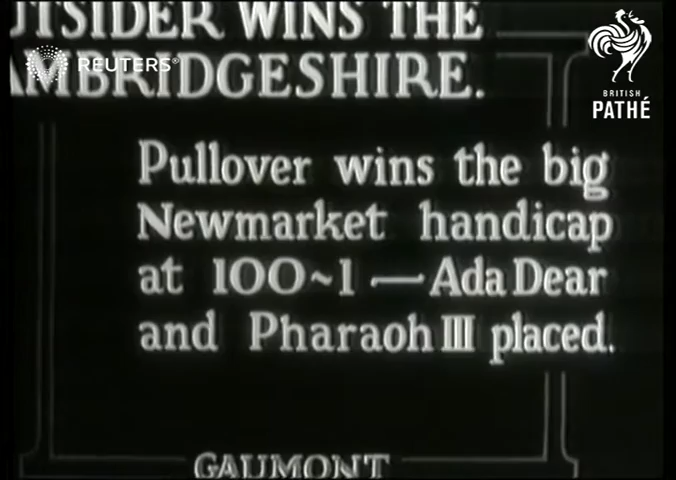 UTSIDER WINS THE
AMBRIDGESHIRE.
REUTERS®
BRITISH
PATHÉ
Pullover wins the big
Newmarket handicap
at 100~1 — Ada Dear
and Pharaoh III placed.
GAUMONT